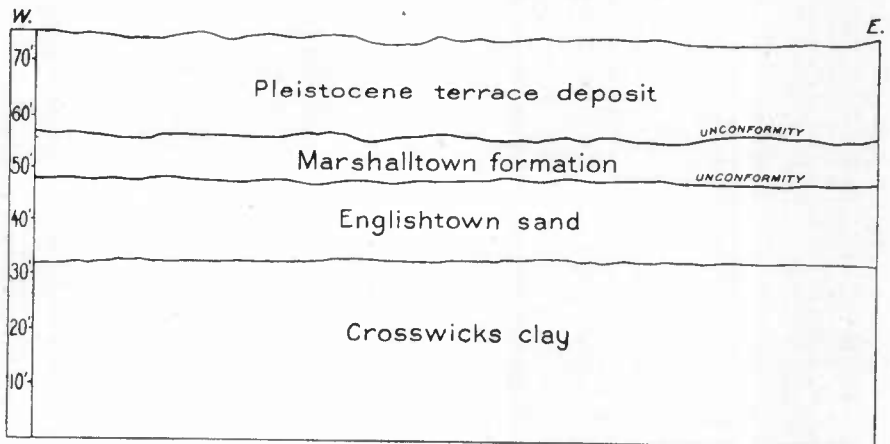 W.
E.
70'
Pleistocene terrace deposit
60'
UNCONFORMITY
50'
Marshalltown formation
UNCONFORMITY
40'
Englishtown sand
30'
20'
Crosswicks clay
10'